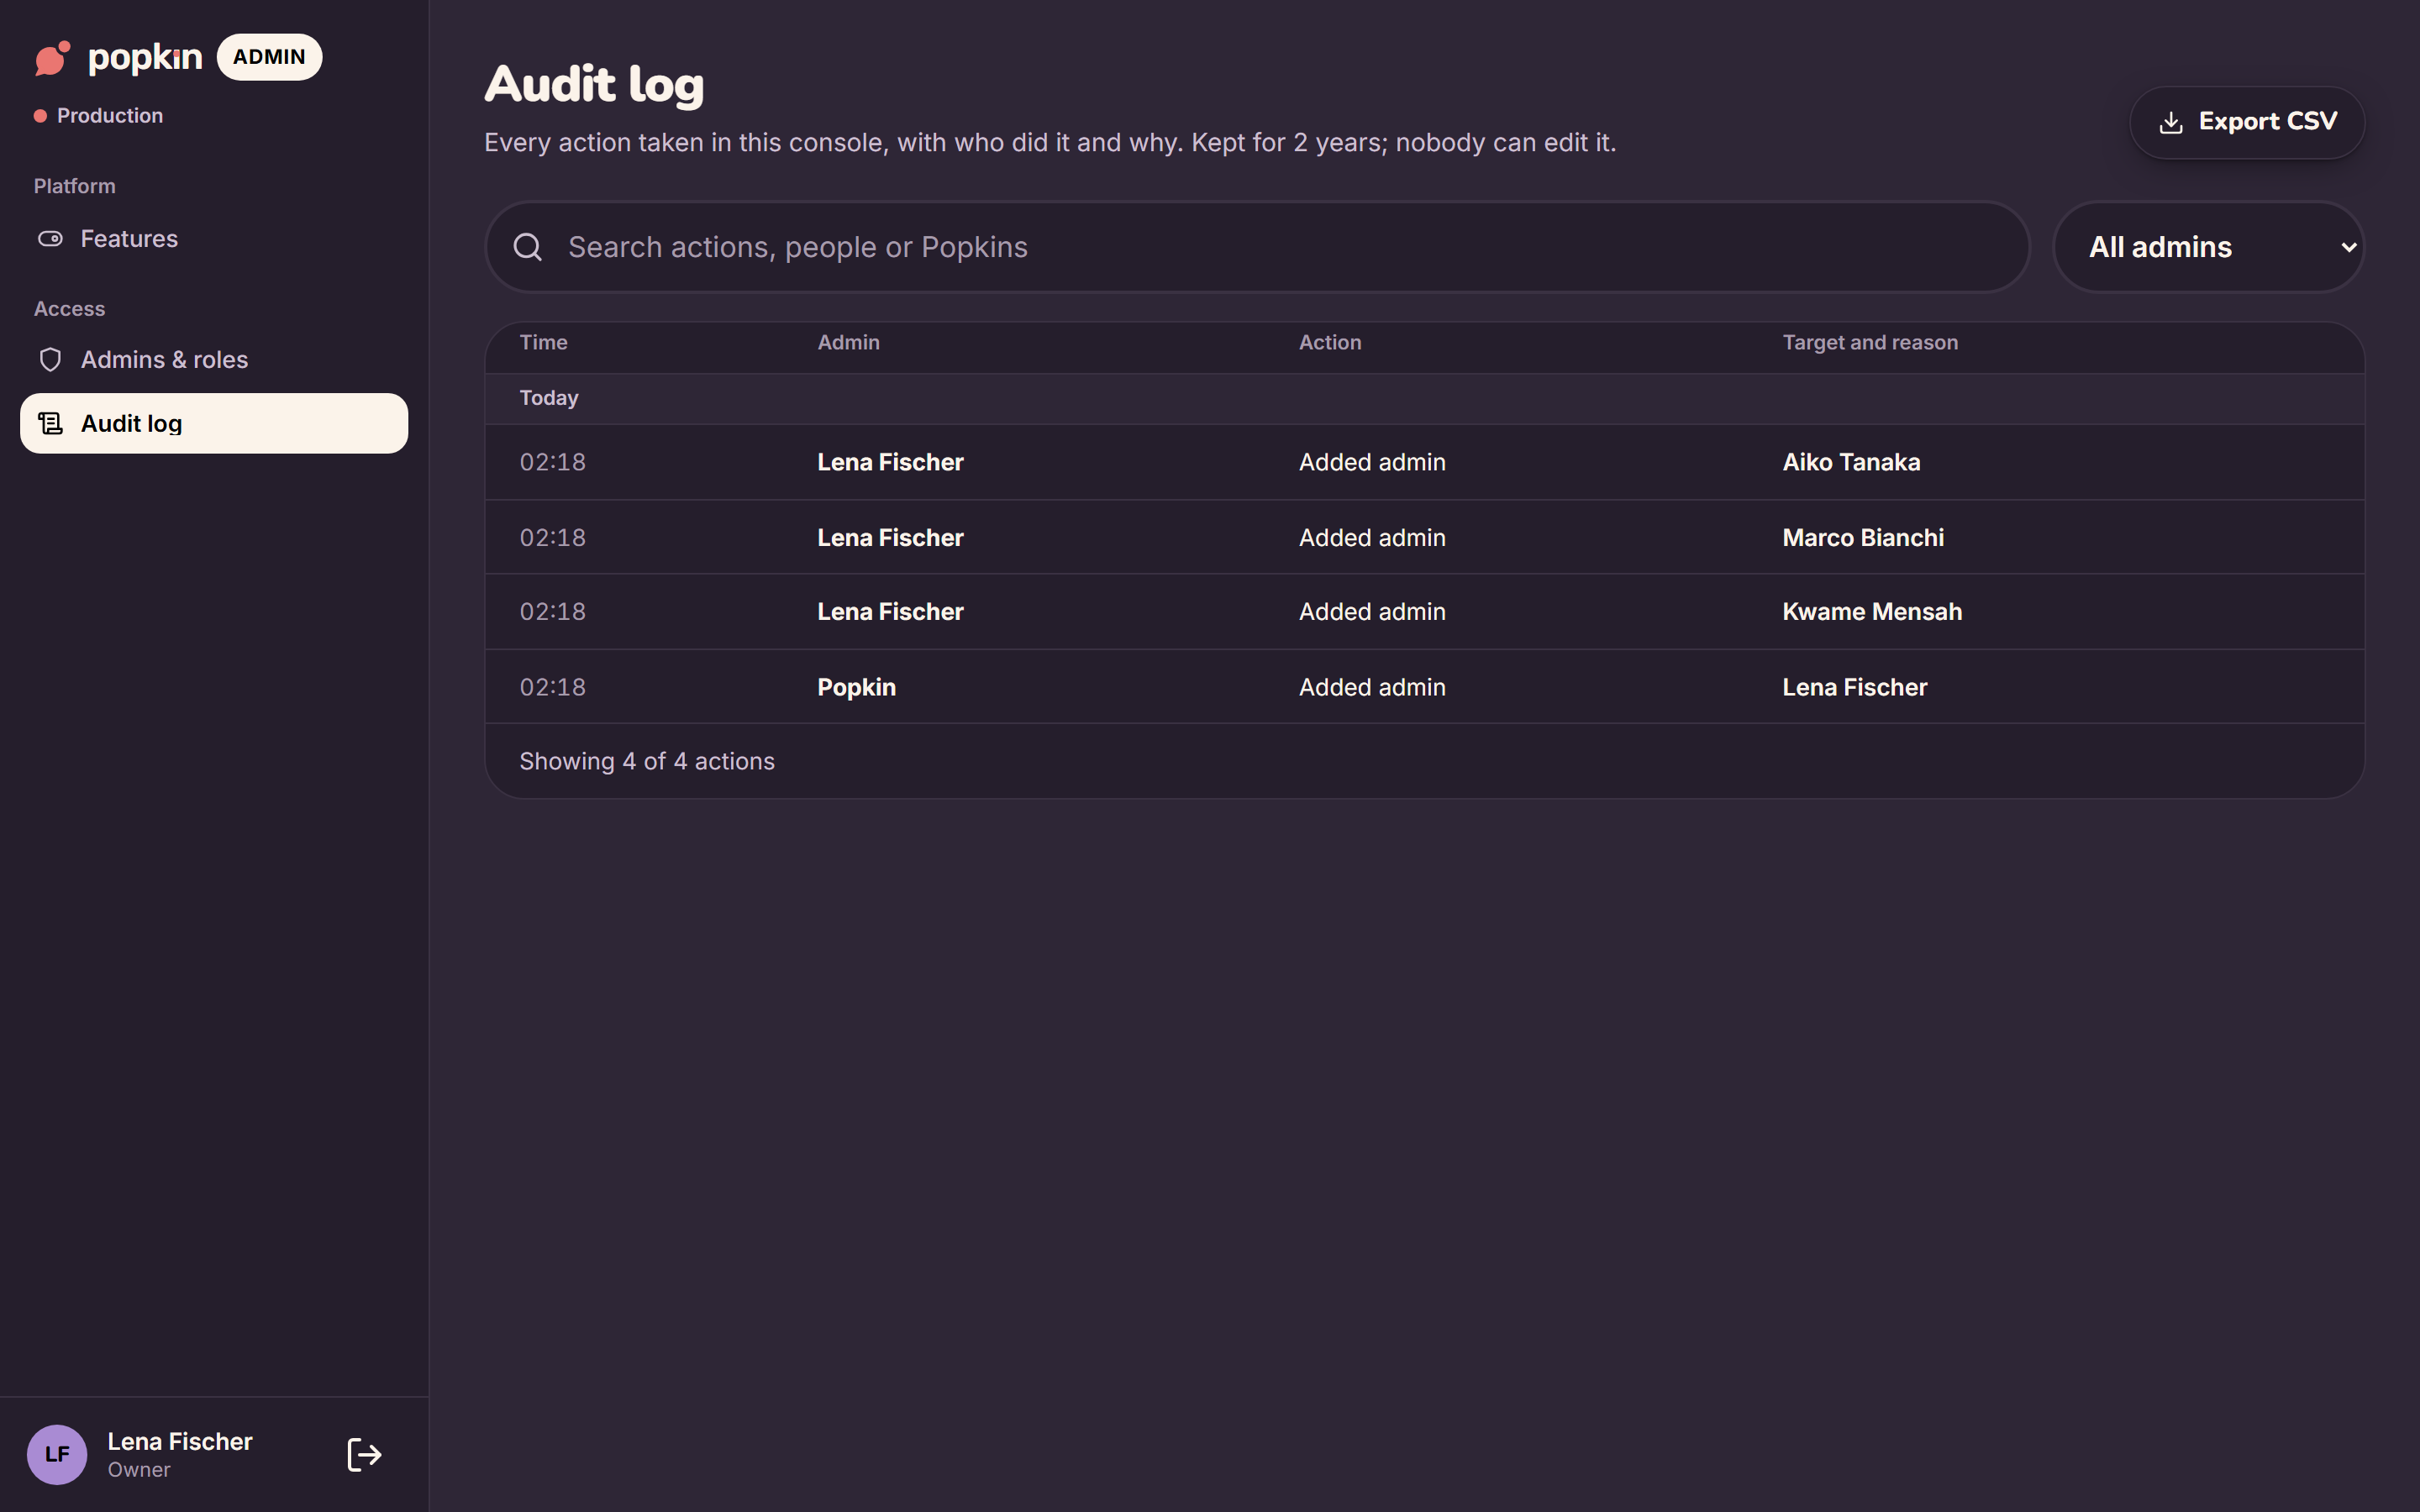 popkin ADMIN
Production
Platform
Features
Access
Admins & roles
Audit log
LF
Lena Fischer
Owner
Audit log
Every action taken in this console, with who did it and why. Kept for 2 years; nobody can edit it.
Export CSV
Search actions, people or Popkins
All admins
Time Admin Action Target and reason
Today
02:18 Lena Fischer Added admin Aiko Tanaka
02:18 Lena Fischer Added admin Marco Bianchi
02:18 Lena Fischer Added admin Kwame Mensah
02:18 Popkin Added admin Lena Fischer
Showing 4 of 4 actions